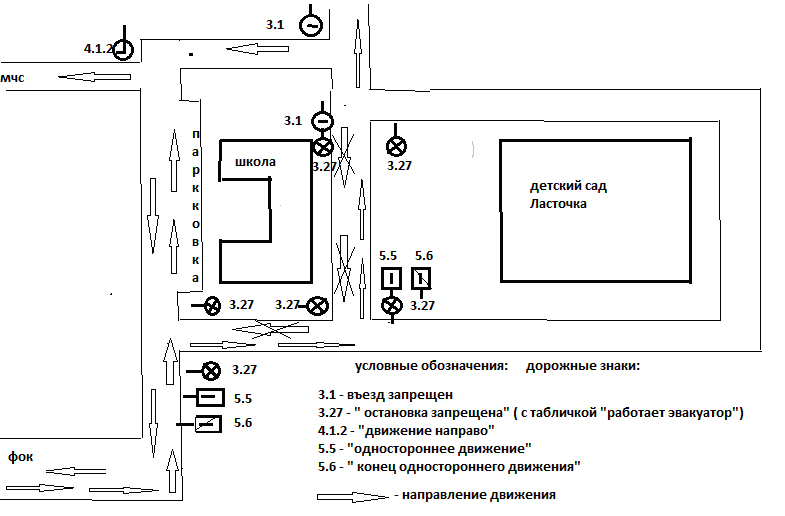 3.1
4.1.2
мчс
3.1
3.27
3.27
школа
паркковка
детский сад
Ласточка
5.5
5.6
3.27
3.27
3.27
3.27
5.5
5.6
фок
условные обозначения: дорожные знаки:
3.1 - въезд запрещен
3.27 -" остановка запрещена" ( с табличкой "работает эвакуатор")
4.1.2 - "движение направо"
5.5 - "одностороннее движение"
5.6 - " конец одностороннего движения"
- направление движения